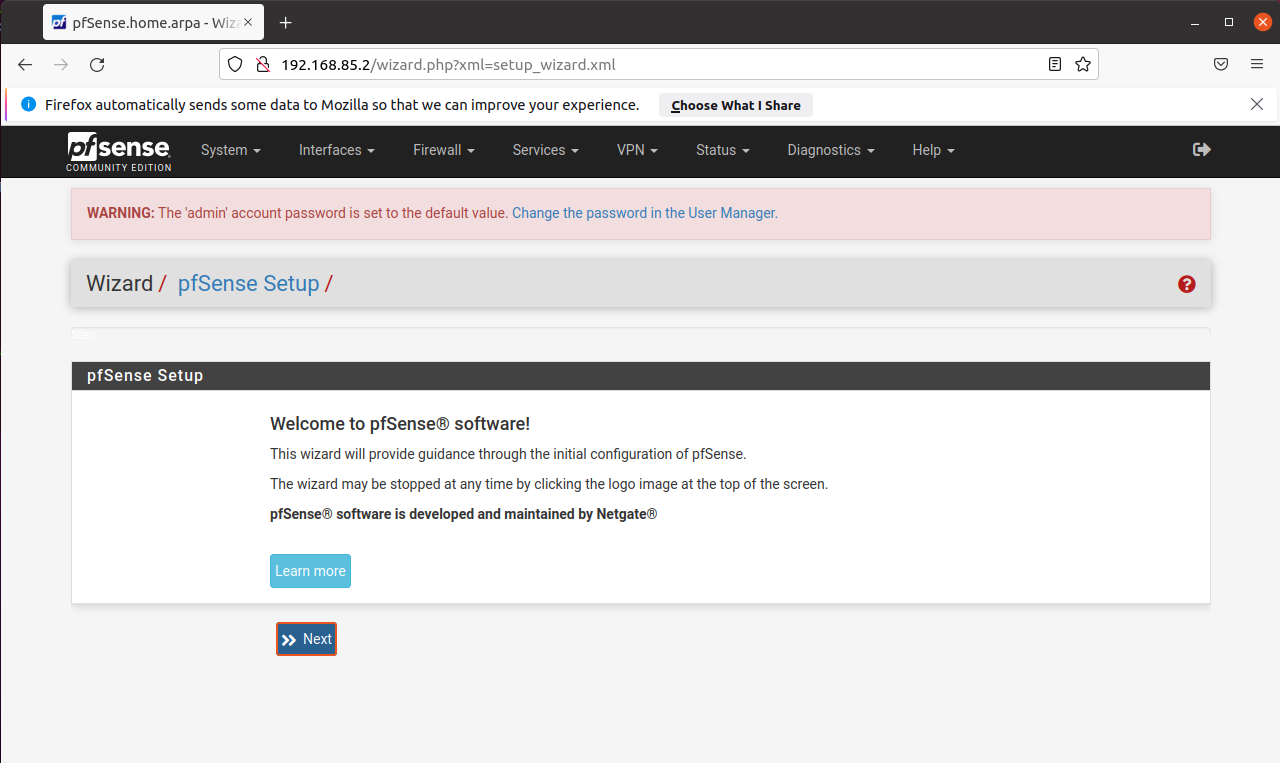 pfSense.home.arpa - Wiz
192.168.85.2/wizard.php?xml=setup_wizard.xml
Firefox automatically sends some data to Mozilla so that we can improve your experience. Choose What I Share
pfsense
COMMUNITY EDITION
System Interfaces Firewall Services VPN Status Diagnostics Help
WARNING: The 'admin' account password is set to the default value. Change the password in the User Manager.
Wizard / pfSense Setup /
Step
pfSense Setup
Welcome to pfSense® software!
This wizard will provide guidance through the initial configuration of pfSense.
The wizard may be stopped at any time by clicking the logo image at the top of the screen.
pfSense® software is developed and maintained by Netgate®
Learn more
Next